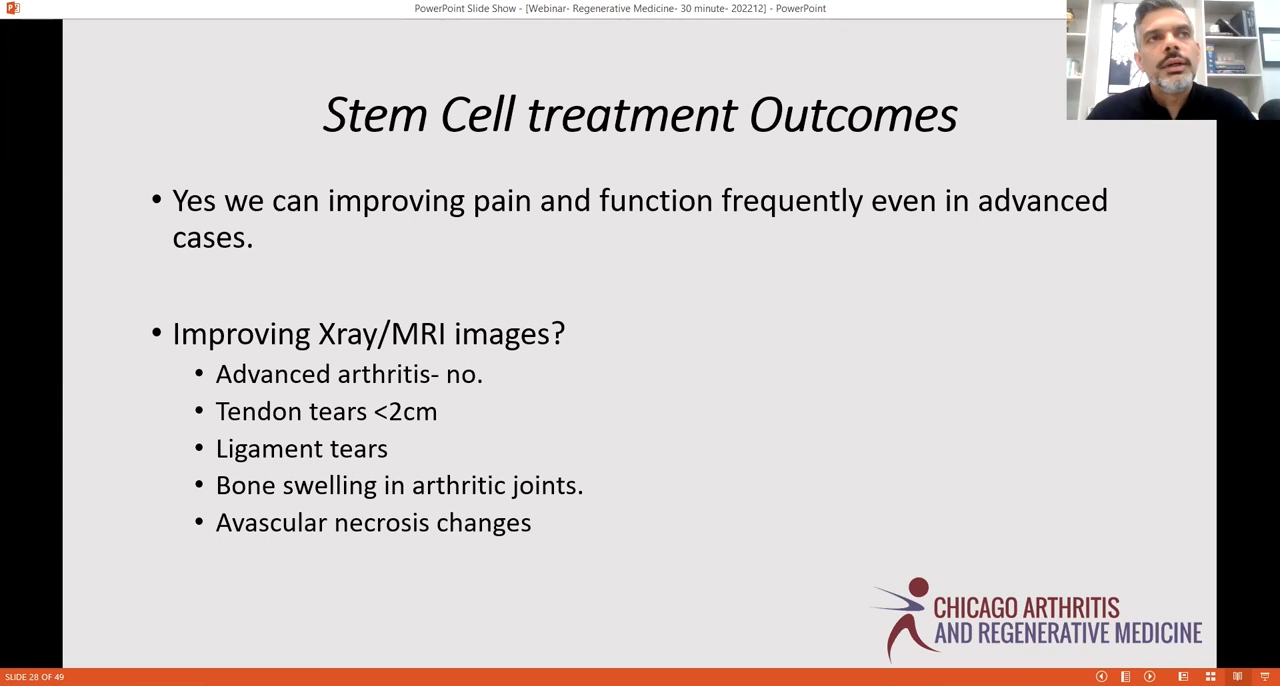 PowerPoint Slide Show - [Webinar- Regenerative Medicine- 30 minute- 202212] - PowerPoint
Stem Cell treatment Outcomes
• Yes we can improving pain and function frequently even in advanced
cases.
• Improving Xray/MRI images?
• Advanced arthritis- no.
• Tendon tears <2cm
• Ligament tears
• Bone swelling in arthritic joints.
• Avascular necrosis changes
CHICAGO ARTHRITIS
AND REGENERATIVE MEDICINE
SLIDE 28 OF 49